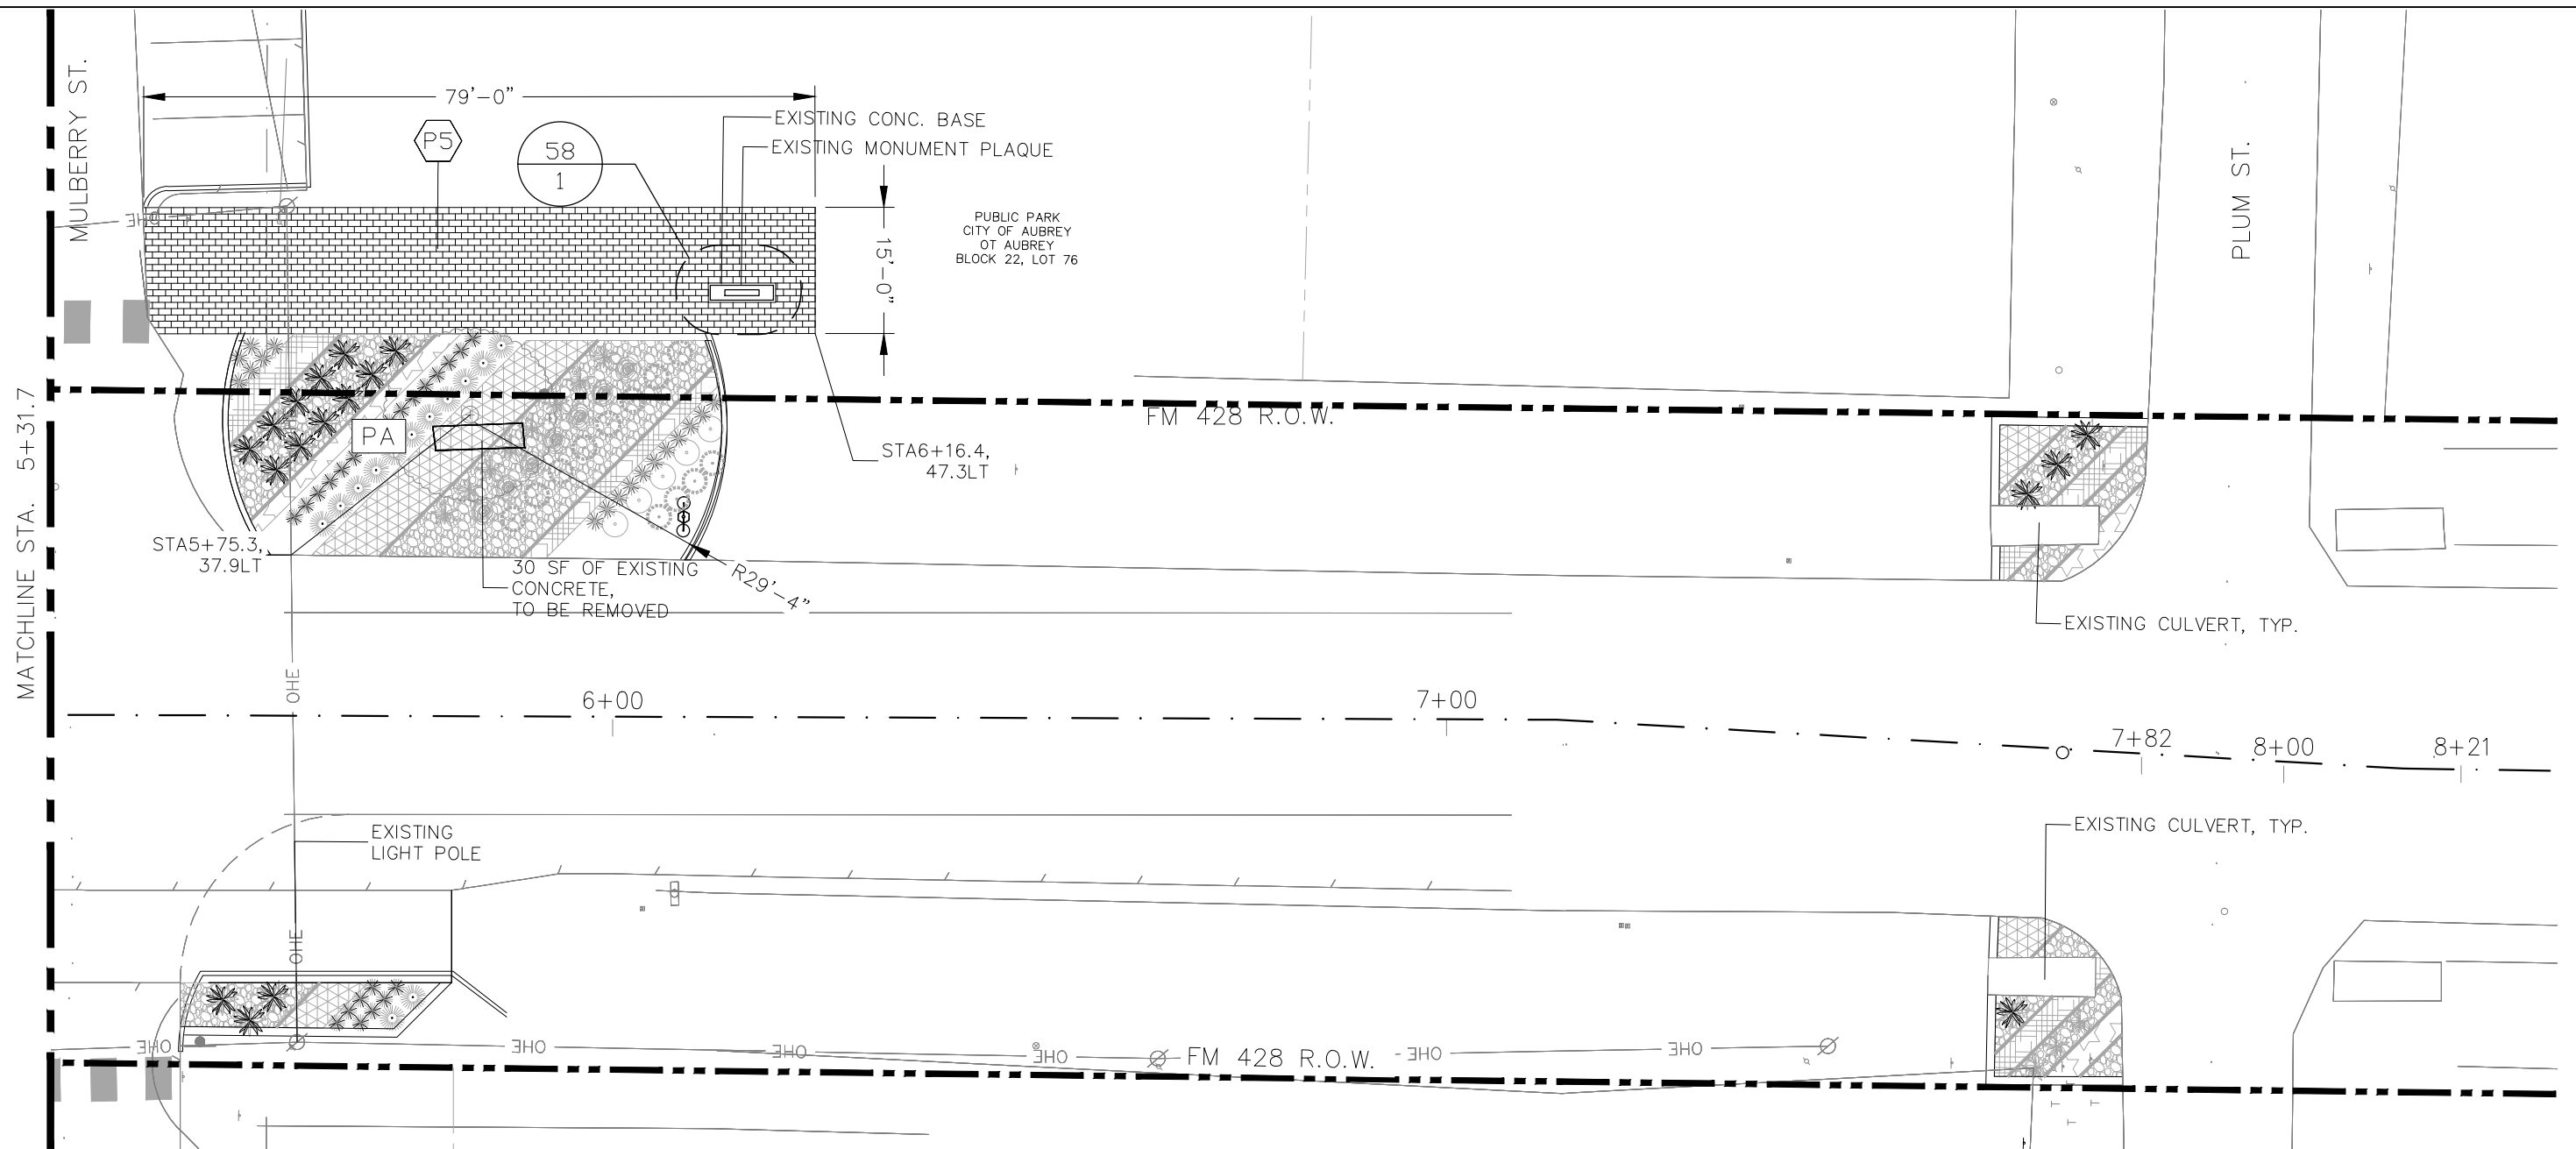 MULBERRY ST.
79'-0"
P5
58
1
EXISTING CONC. BASE
EXISTING MONUMENT PLAQUE
15'-0"
PUBLIC PARK
CITY OF AUBREY
OT AUBREY
BLOCK 22, LOT 76
PLUM ST.
OHE
MATCHLINE STA. 5+31.7
PA
FM 428 R.O.W.
STA6+16.4,
47.3LT
STA5+75.3,
37.9LT
30 SF OF EXISTING
CONCRETE,
TO BE REMOVED
R29'-4"
EXISTING CULVERT, TYP.
OHE
6+00
7+00
7+82
8+00
8+21
EXISTING
LIGHT POLE
EXISTING CULVERT, TYP.
OHE
OHE
OHE
OHE
OHE
FM 428 R.O.W.
OHE
OHE
T
T
T
T